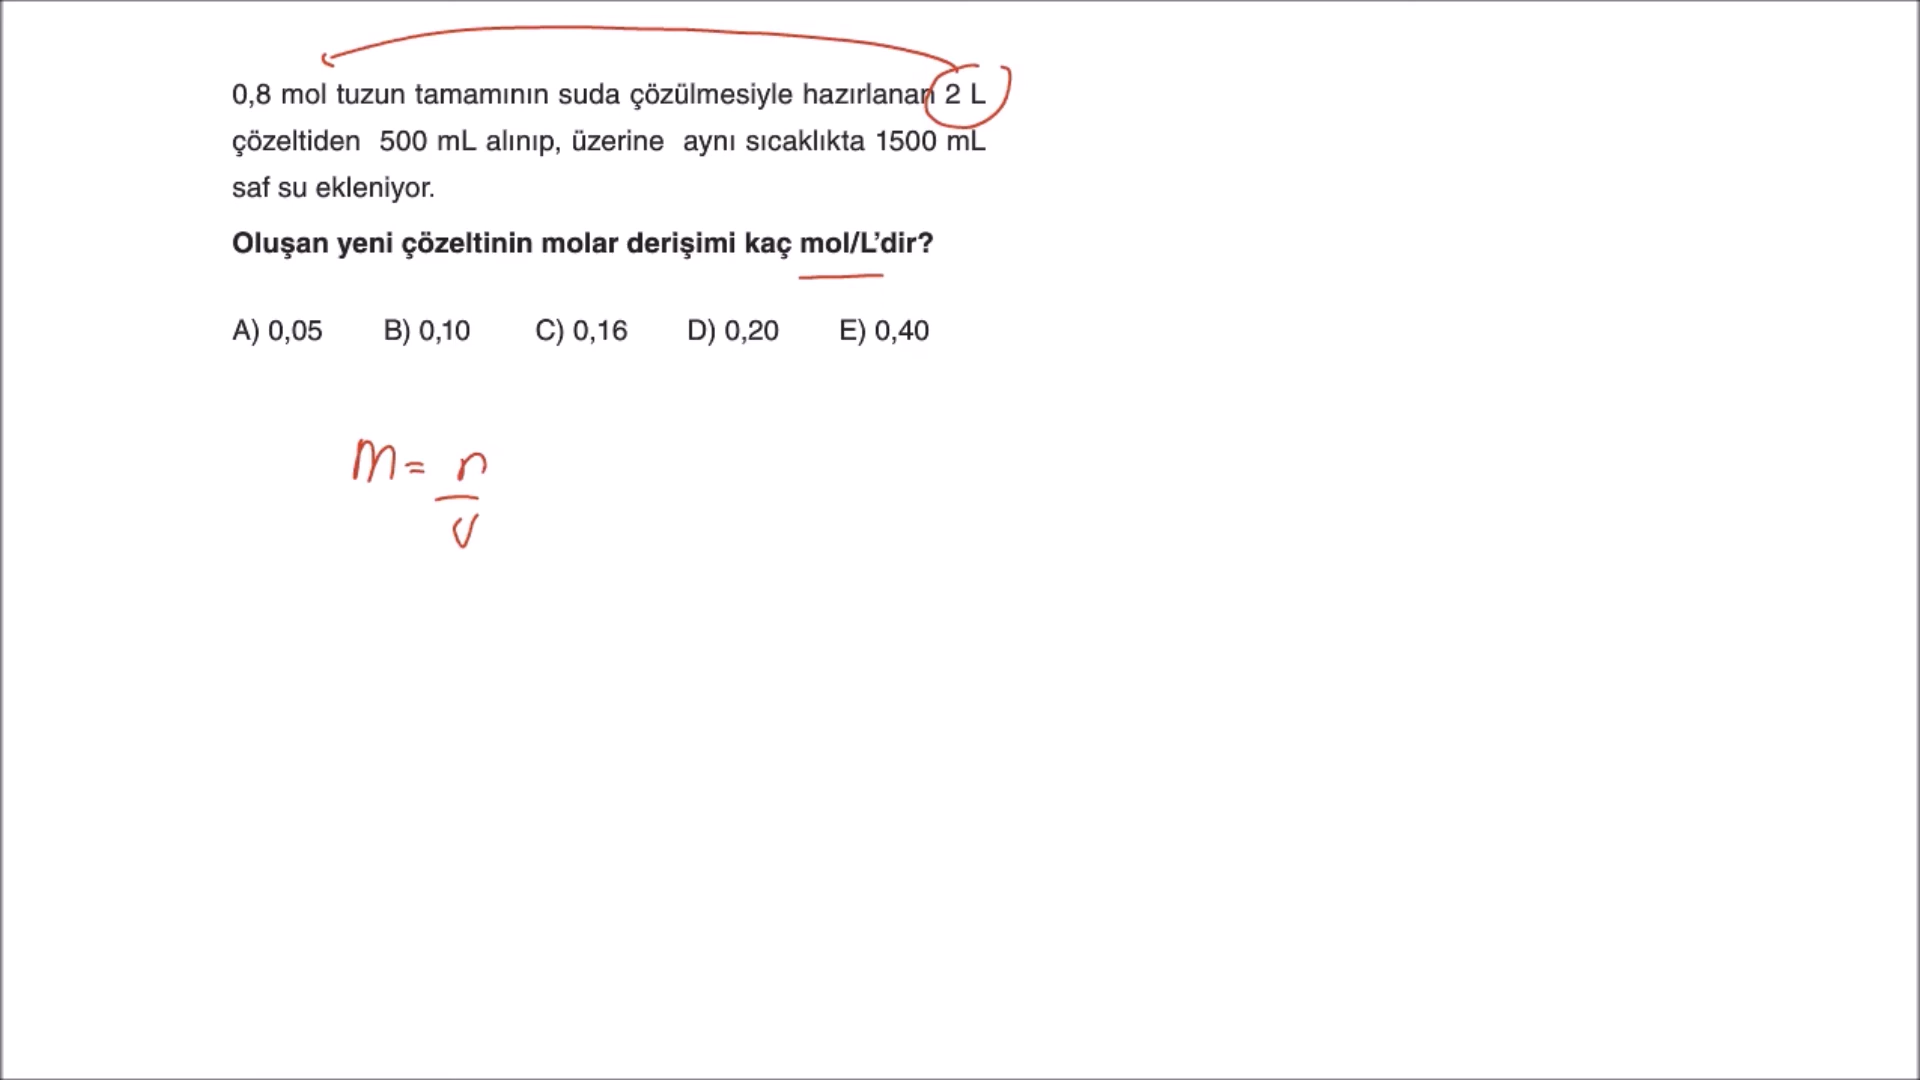 0,8 mol tuzun tamamının suda çözülmesiyle hazırlanan 2 L
çözeltiden 500 mL alınıp, üzerine aynı sıcaklıkta 1500 mL
saf su ekleniyor.
Oluşan yeni çözeltinin molar derişimi kaç mol/L’dir?
A) 0,05 B) 0,10 C) 0,16 D) 0,20 E) 0,40
M = n
v